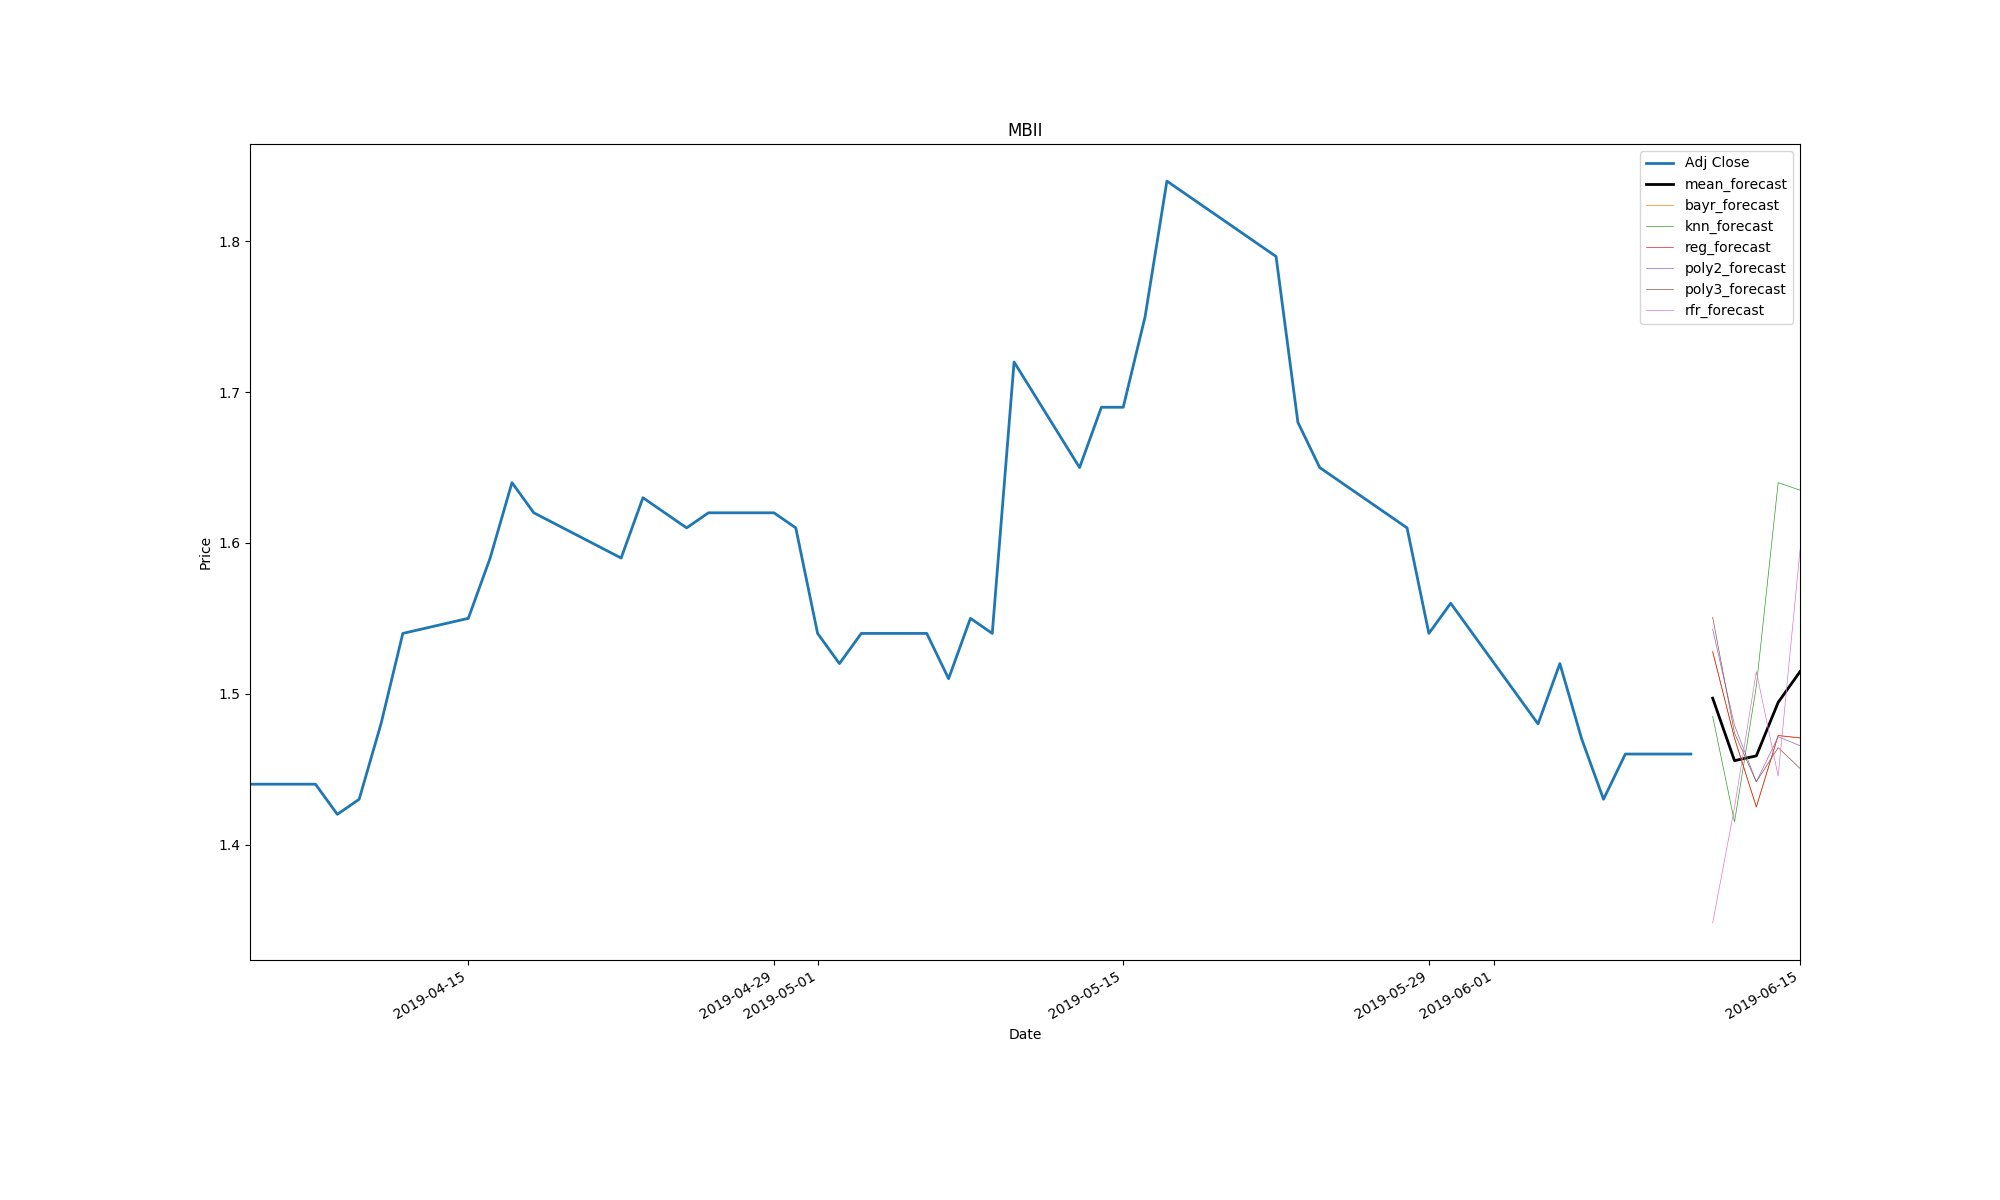 MBII
Adj Close
mean_forecast
bayr_forecast
knn_forecast
reg_forecast
poly2_forecast
poly3_forecast
rfr_forecast
1.8
1.7
1.6
1.5
1.4
Price
2019-04-15
2019-04-29
2019-05-01
2019-05-15
2019-05-29
2019-06-01
2019-06-15
Date